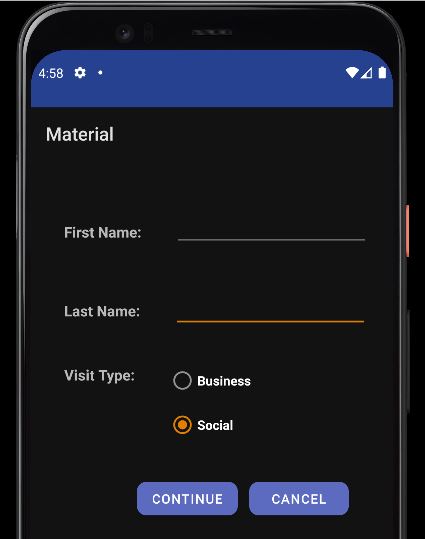 4:58
Material
First Name:
Last Name:
Visit Type:
Business
Social
CONTINUE CANCEL